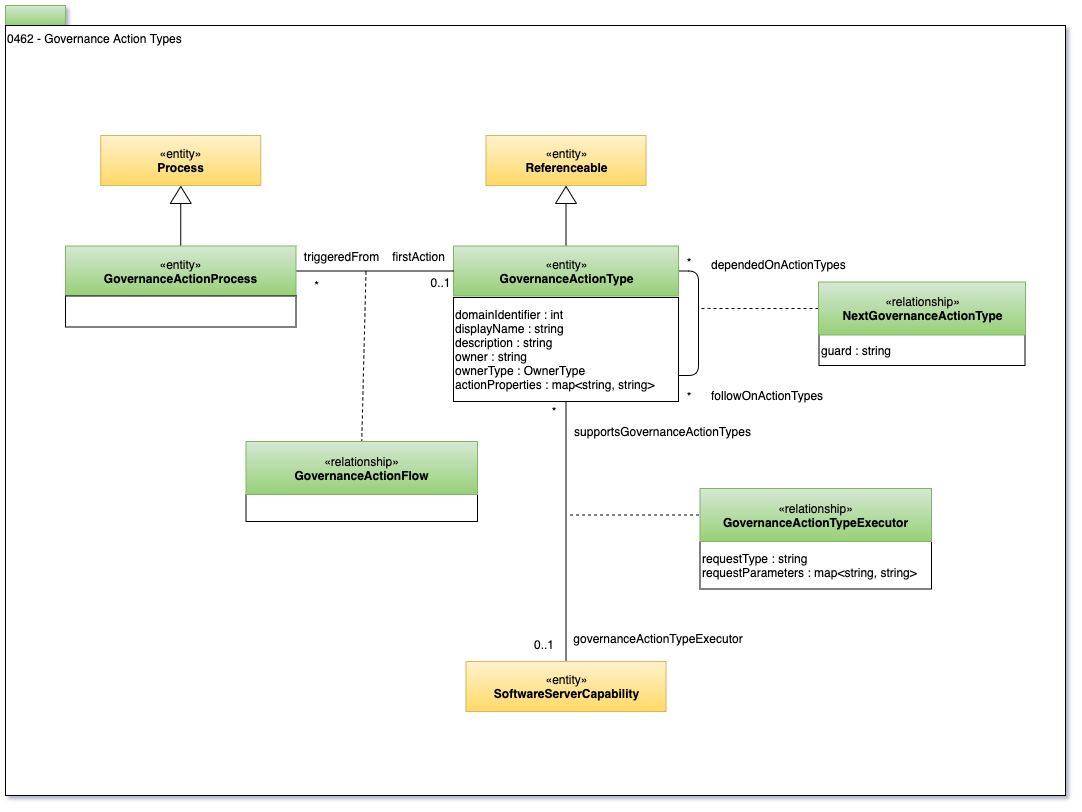 0462 - Governance Action Types
«entity»
Process
«entity»
Referenceable
«entity»
GovernanceActionProcess
triggeredFrom
firstAction
*
0..1
«entity»
GovernanceActionType
domainIdentifier : int
displayName : string
description : string
owner : string
ownerType : OwnerType
actionProperties : map<string, string>
*
dependedOnActionTypes
«relationship»
NextGovernanceActionType
guard : string
*
followOnActionTypes
*
supportsGovernanceActionTypes
«relationship»
GovernanceActionFlow
«relationship»
GovernanceActionTypeExecutor
requestType : string
requestParameters : map<string, string>
0..1
governanceActionTypeExecutor
«entity»
SoftwareServerCapability